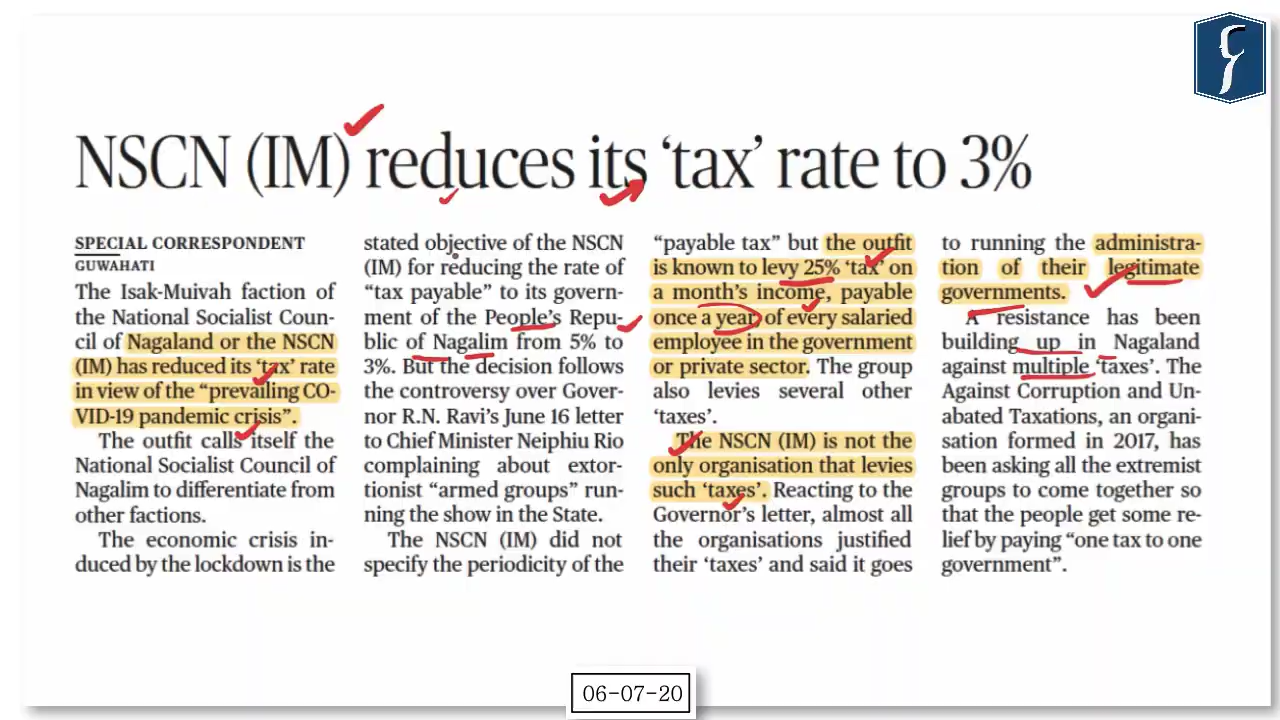 NSCN (IM) reduces its ‘tax’ rate to 3%
SPECIAL CORRESPONDENT
GUWAHATI
The Isak-Muivah faction of
the National Socialist Coun-
cil of Nagaland or the NSCN
(IM) has reduced its ‘tax’ rate
in view of the “prevailing CO-
VID-19 pandemic crisis”.
The outfit calls itself the
National Socialist Council of
Nagalim to differentiate from
other factions.
The economic crisis in-
duced by the lockdown is the
stated objective of the NSCN
(IM) for reducing the rate of
“tax payable” to its govern-
ment of the People’s Repu-
blic of Nagalim from 5% to
3%. But the decision follows
the controversy over Gover-
nor R.N. Ravi’s June 16 letter
to Chief Minister Neiphiu Rio
complaining about extor-
tionist “armed groups” run-
ning the show in the State.
The NSCN (IM) did not
specify the periodicity of the
“payable tax” but the outfit
is known to levy 25% ‘tax’ on
a month’s income, payable
once a year, of every salaried
employee in the government
or private sector. The group
also levies several other
‘taxes’.
The NSCN (IM) is not the
only organisation that levies
such ‘taxes’. Reacting to the
Governor’s letter, almost all
the organisations justified
their ‘taxes’ and said it goes
to running the administra-
tion of their legitimate
governments.
A resistance has been
building up in Nagaland
against multiple ‘taxes’. The
Against Corruption and Un-
abated Taxations, an organi-
sation formed in 2017, has
been asking all the extremist
groups to come together so
that the people get some re-
lief by paying “one tax to one
government”.
06-07-20